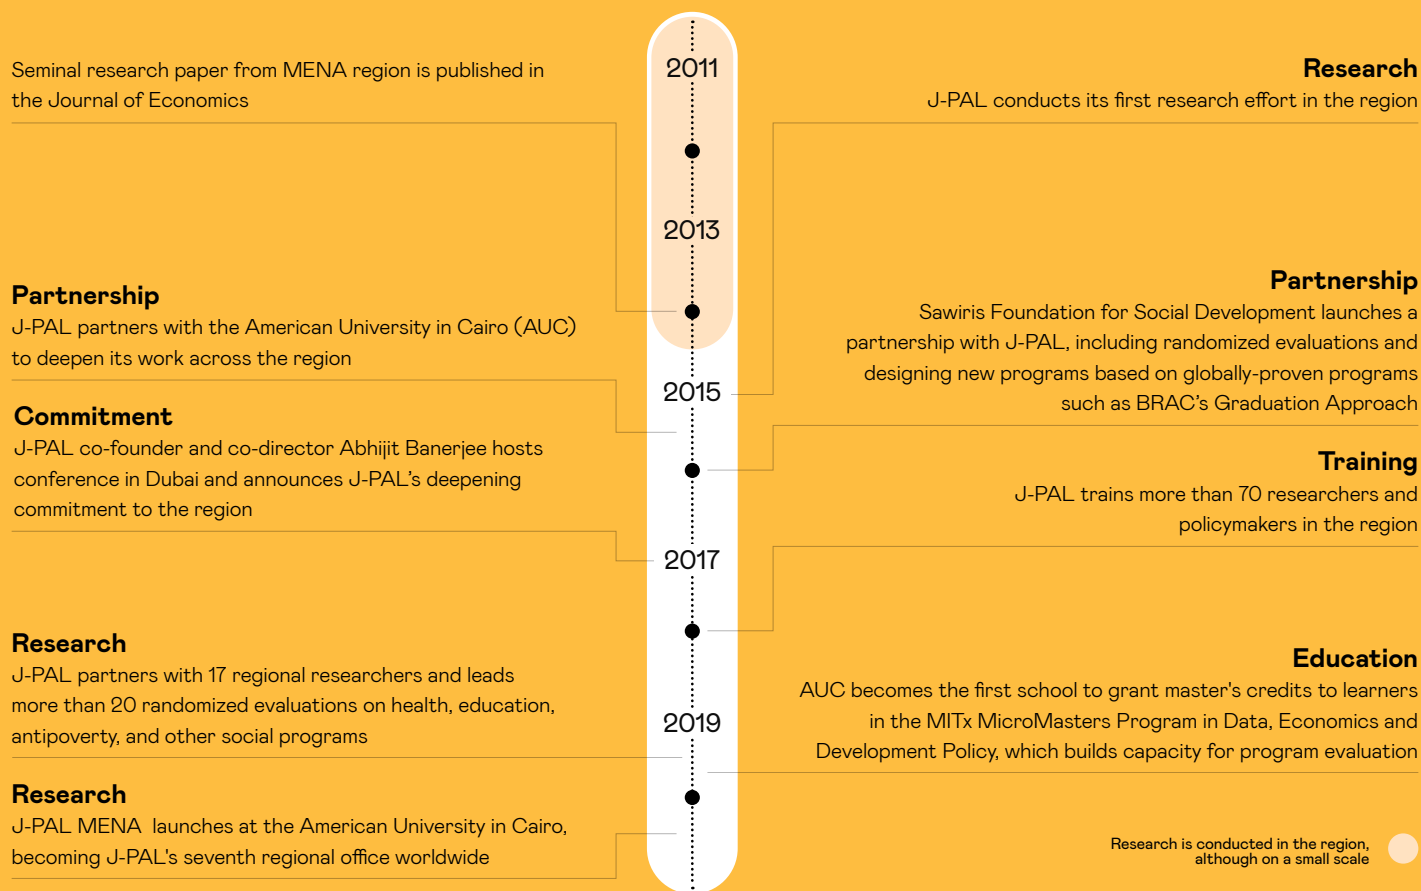 Seminal research paper from MENA region is published in
the Journal of Economics
Partnership
J-PAL partners with the American University in Cairo (AUC)
to deepen its work across the region
Commitment
J-PAL co-founder and co-director Abhijit Banerjee hosts
conference in Dubai and announces J-PAL's deepening
commitment to the region
Research
J-PAL partners with 17 regional researchers and leads
more than 20 randomized evaluations on health, education,
antipoverty, and other social programs
Research
J-PAL MENA launches at the American University in Cairo,
becoming J-PAL's seventh regional office worldwide
2011
2013
2015
2017
2019
Research
J-PAL conducts its first research effort in the region
Partnership
Sawiris Foundation for Social Development launches a
partnership with J-PAL, including randomized evaluations and
designing new programs based on globally-proven programs
such as BRAC's Graduation Approach
Training
J-PAL trains more than 70 researchers and
policymakers in the region
Education
AUC becomes the first school to grant master's credits to learners
in the MITx MicroMasters Program in Data, Economics and
Development Policy, which builds capacity for program evaluation
Research is conducted in the region,
although on a small scale